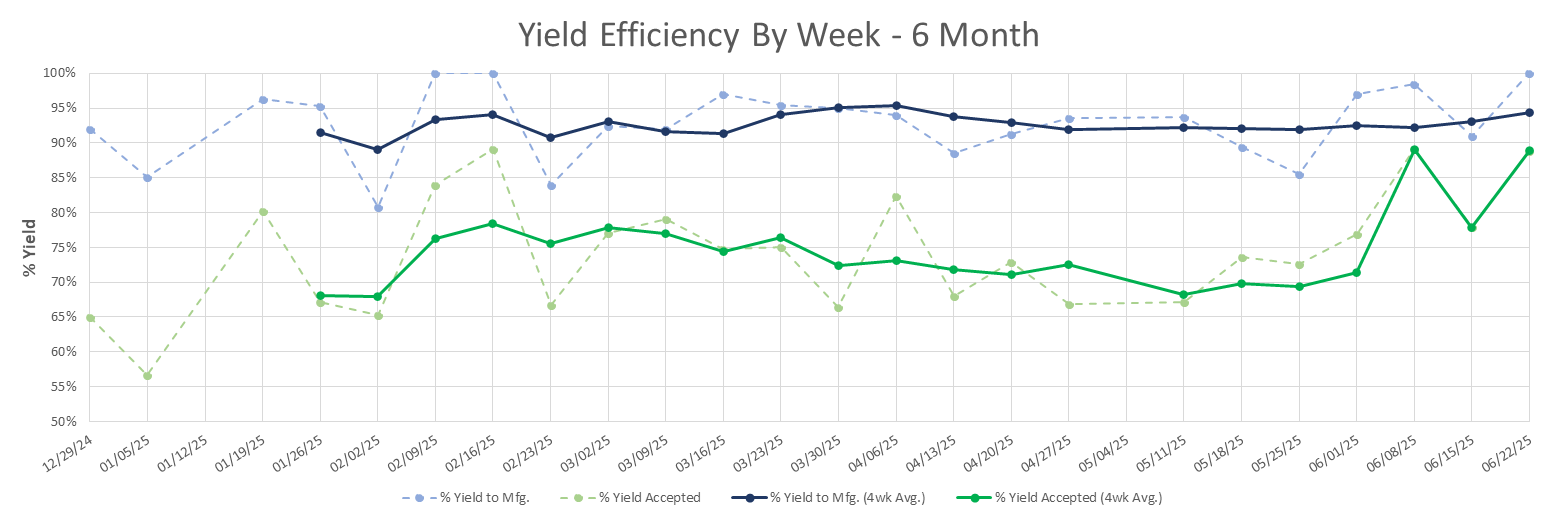 Yield Efficiency By Week - 6 Month
% Yield
100%
95%
90%
85%
80%
75%
70%
65%
60%
55%
50%
12/29/24 01/05/25 01/12/25 01/19/25 01/26/25 02/02/25 02/09/25 02/16/25 02/23/25 03/02/25 03/09/25 03/16/25 03/23/25 03/30/25 04/06/25 04/13/25 04/20/25 04/27/25 05/04/25 05/11/25 05/18/25 05/25/25 06/01/25 06/08/25 06/15/25 06/22/25
% Yield to Mfg. % Yield Accepted % Yield to Mfg. (4wk Avg.) % Yield Accepted (4wk Avg.)